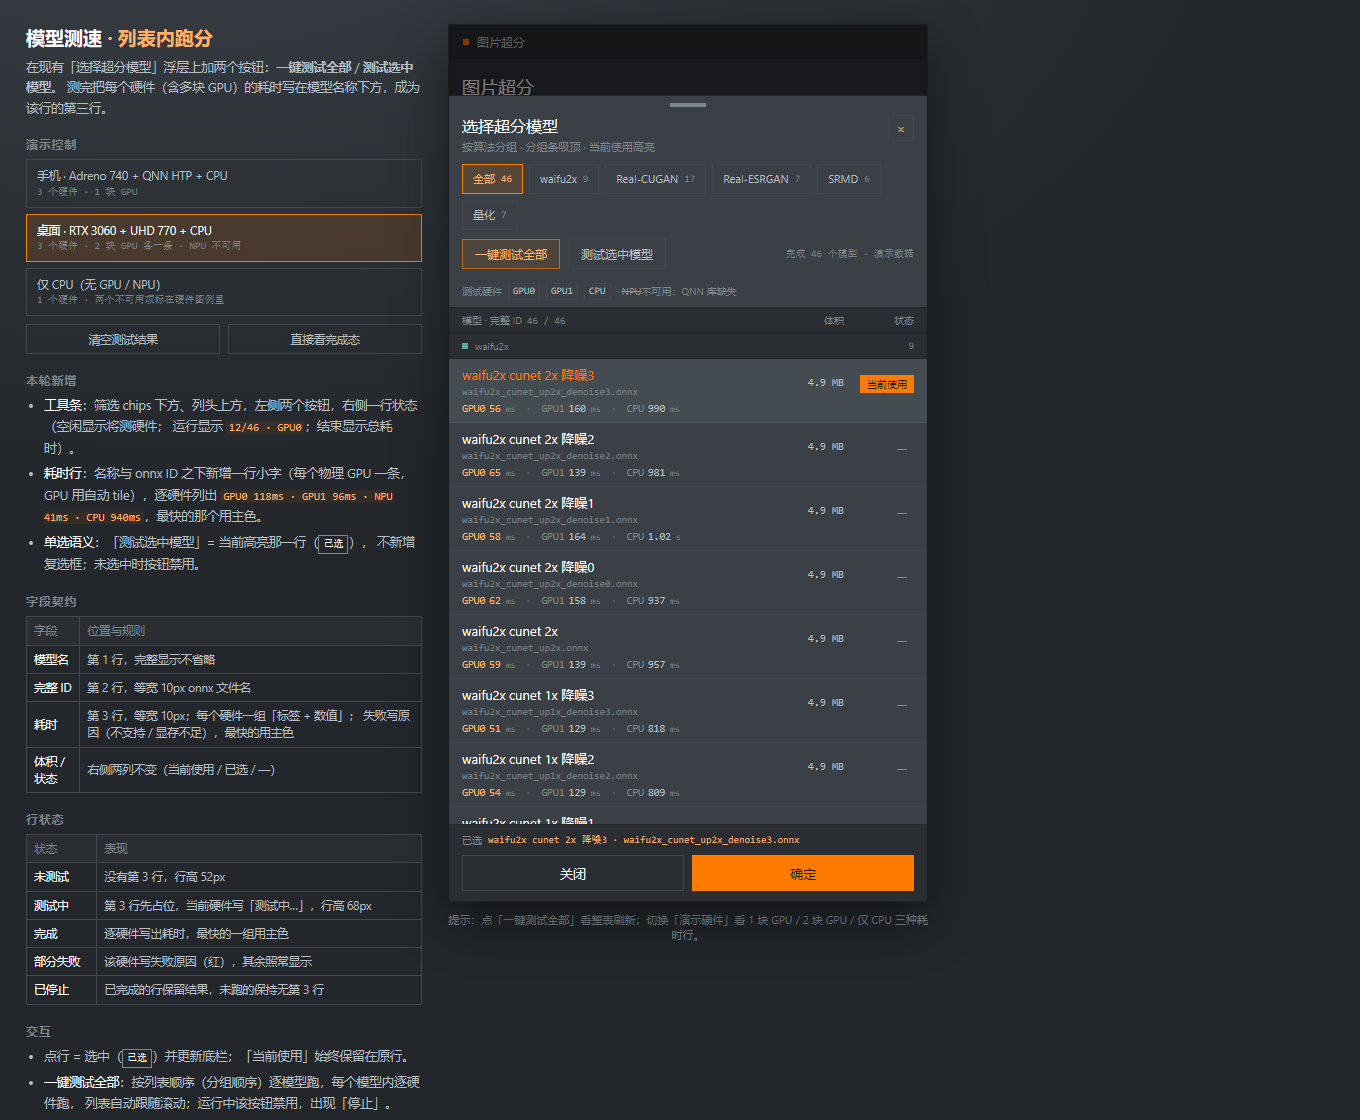 模型测速 · 列表内跑分
在现有「选择超分模型」浮层上加两个按钮：一键测试全部 / 测试选中
模型。 测完把每个硬件（含多块 GPU）的耗时写在模型名称下方，成为
该行的第三行。
演示控制
手机 · Adreno 740 + QNN HTP + CPU
3 个硬件 · 1 块 GPU
桌面 · RTX 3060 + UHD 770 + CPU
3 个硬件 · 2 块 GPU 各一条 · NPU 不可用
仅 CPU（无 GPU / NPU）
1 个硬件 · 两个不可用项标在硬件图例里
清空测试结果
直接看完成态
本轮新增
• 工具条：筛选 chips 下方、列头上方，左侧两个按钮，右侧一行状态
（空闲显示将测硬件； 运行显示 12/46 · GPU0；结束显示总耗
时）。
• 耗时行：名称与 onnx ID 之下新增一行小字（每个物理 GPU 一条，
GPU 用自动 tile），逐硬件列出 GPU0 118ms · GPU1 96ms · NPU
41ms · CPU 940ms，最快的那个用主色。
• 单选语义：「测试选中模型」= 当前高亮那一行（已选）， 不新增
复选框；未选中时按钮禁用。
字段契约
字段 位置与规则
模型名 第 1 行，完整显示不省略
完整 ID 第 2 行，等宽 10px onnx 文件名
耗时 第 3 行，等宽 10px；每个硬件一组「标签 + 数值」； 失败写原
因（不支持 / 显存不足），最快的用主色
体积 /
状态 右侧两列不变（当前使用 / 已选 / —）
行状态
状态 表现
未测试 没有第 3 行，行高 52px
测试中 第 3 行先占位，当前硬件写「测试中…」，行高 68px
完成 逐硬件写出耗时，最快的一组用主色
部分失败 该硬件写失败原因（红），其余照常显示
已停止 已完成的行保留结果，未跑的保持无第 3 行
交互
• 点行 = 选中（已选）并更新底栏；「当前使用」始终保留在原行。
• 一键测试全部：按列表顺序（分组顺序）逐模型跑，每个模型内逐硬
件跑， 列表自动跟随滚动；运行中该按钮禁用，出现「停止」。
图片超分
图片超分
选择超分模型 ×
按算法分组 · 分组条吸顶 · 当前使用高亮
全部 46 waifu2x 9 Real-CUGAN 17 Real-ESRGAN 7 SRMD 6
量化 7
一键测试全部 测试选中模型 完成 46 个模型 · 演示数据
测试硬件 GPU0 GPU1 CPU · NPU不可用：QNN 库缺失
模型 · 完整 ID 46 / 46 体积 状态
waifu2x 9
waifu2x cunet 2x 降噪3 4.9 MB 当前使用
waifu2x_cunet_up2x_denoise3.onnx
GPU0 56 ms · GPU1 160 ms · CPU 990 ms
waifu2x cunet 2x 降噪2 4.9 MB —
waifu2x_cunet_up2x_denoise2.onnx
GPU0 65 ms · GPU1 139 ms · CPU 981 ms
waifu2x cunet 2x 降噪1 4.9 MB —
waifu2x_cunet_up2x_denoise1.onnx
GPU0 58 ms · GPU1 164 ms · CPU 1.02 s
waifu2x cunet 2x 降噪0 4.9 MB —
waifu2x_cunet_up2x_denoise0.onnx
GPU0 62 ms · GPU1 158 ms · CPU 937 ms
waifu2x cunet 2x 4.9 MB —
waifu2x_cunet_up2x.onnx
GPU0 59 ms · GPU1 139 ms · CPU 957 ms
waifu2x cunet 1x 降噪3 4.9 MB —
waifu2x_cunet_up1x_denoise3.onnx
GPU0 51 ms · GPU1 129 ms · CPU 818 ms
waifu2x cunet 1x 降噪2 4.9 MB —
waifu2x_cunet_up1x_denoise2.onnx
GPU0 54 ms · GPU1 129 ms · CPU 809 ms
waifu2x cunet 1x 降噪1
已选 waifu2x cunet 2x 降噪3 · waifu2x_cunet_up2x_denoise3.onnx
关闭 确定
提示：点「一键测试全部」看整表刷新；切换「演示硬件」看 1 块 GPU / 2 块 GPU / 仅 CPU 三种耗
时行。